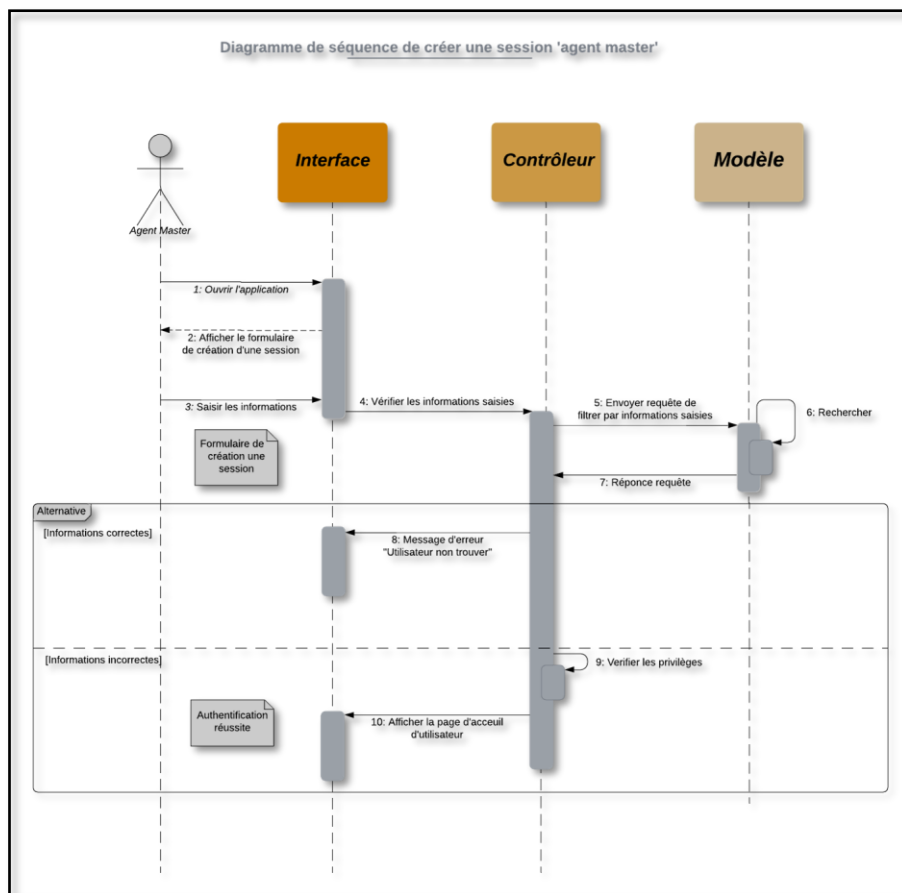 Diagramme de séquence de créer une session 'agent master'
Interface
Contrôleur
Modèle
Agent Master
1: Ouvrir l'application
2: Afficher le formulaire
de création d'une session
3: Saisir les informations
4: Vérifier les informations saisies
5: Envoyer requête de
filtrer par informations saisies
6: Rechercher
Formulaire de
création une
session
7: Réponce requête
Alternative
[Informations correctes]
8: Message d'erreur
"Utilisateur non trouver"
[Informations incorrectes]
9: Verifier les privilèges
Authentification
réussite
10: Afficher la page d'acceuil
d'utilisateur